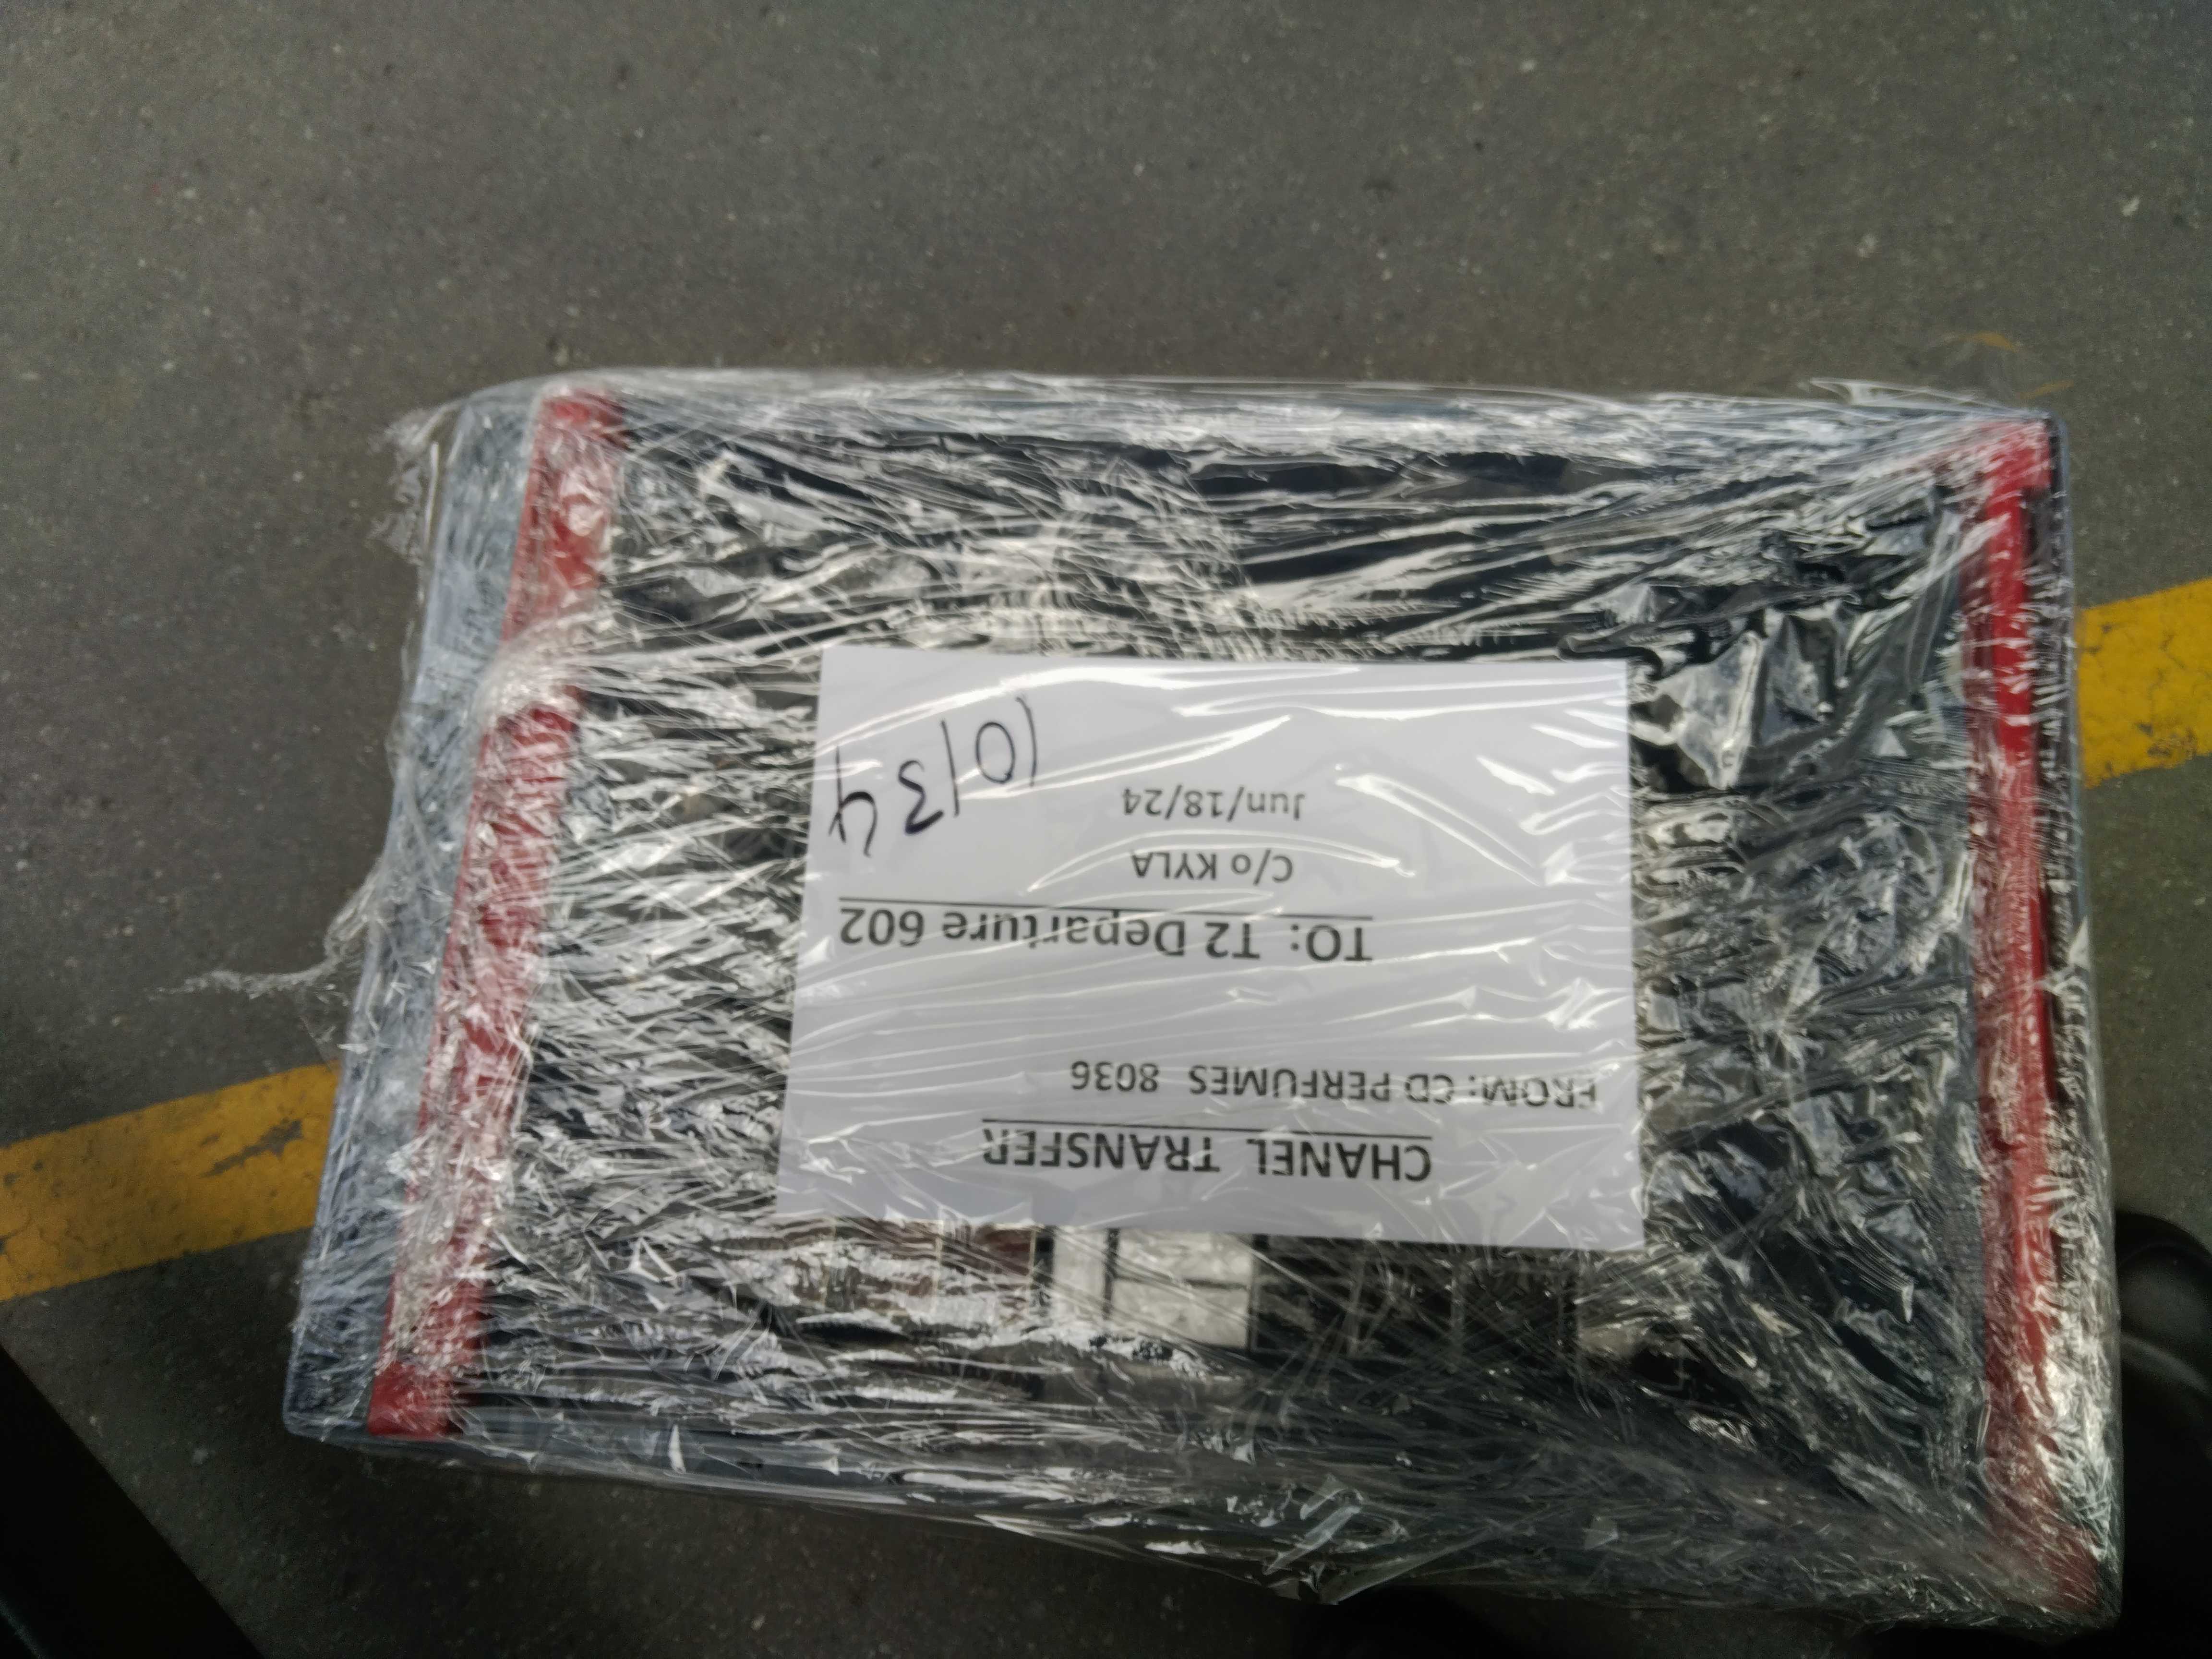 CHANEL TRANSFER
FROM: CD PERFUMES 8036
TO: T2 Departure 602
C/o KYLA
Jun/18/24
10134